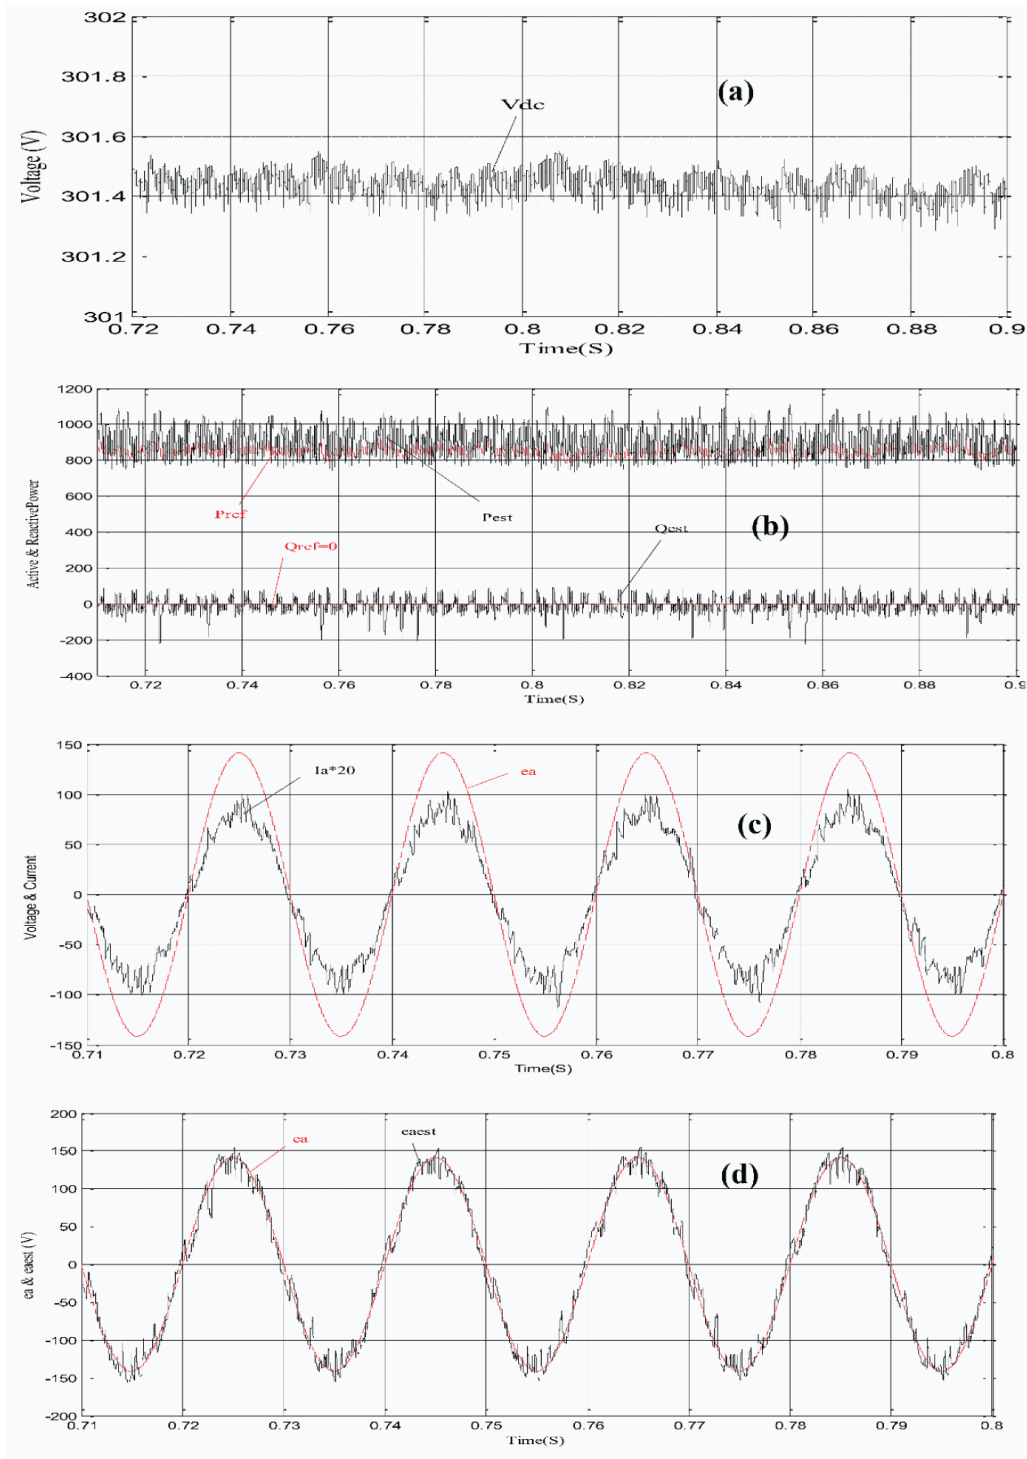 302
301.8
(a)
Vdc
301.6
Voltage (V)
301.4
301.2
301
0.72 0.74 0.76 0.78 0.8 0.82 0.84 0.86 0.88 0.9
Time(S)
1200
1000
800
600
Pref
Pest
Qest
(b)
400
Qref=0
200
0
-200
-400
Active & ReactivePower
0.72 0.74 0.76 0.78 0.8 0.82 0.84 0.86 0.88 0.9
Time(S)
150
Ia*20
ea
100
(c)
50
0
-50
-100
-150
Voltage & Current
0.71 0.72 0.73 0.74 0.75 0.76 0.77 0.78 0.79 0.8
Time(S)
200
ea
eaest
150
(d)
100
50
0
-50
-100
-150
-200
ea & eaest (V)
0.71 0.72 0.73 0.74 0.75 0.76 0.77 0.78 0.79 0.8
Time(S)